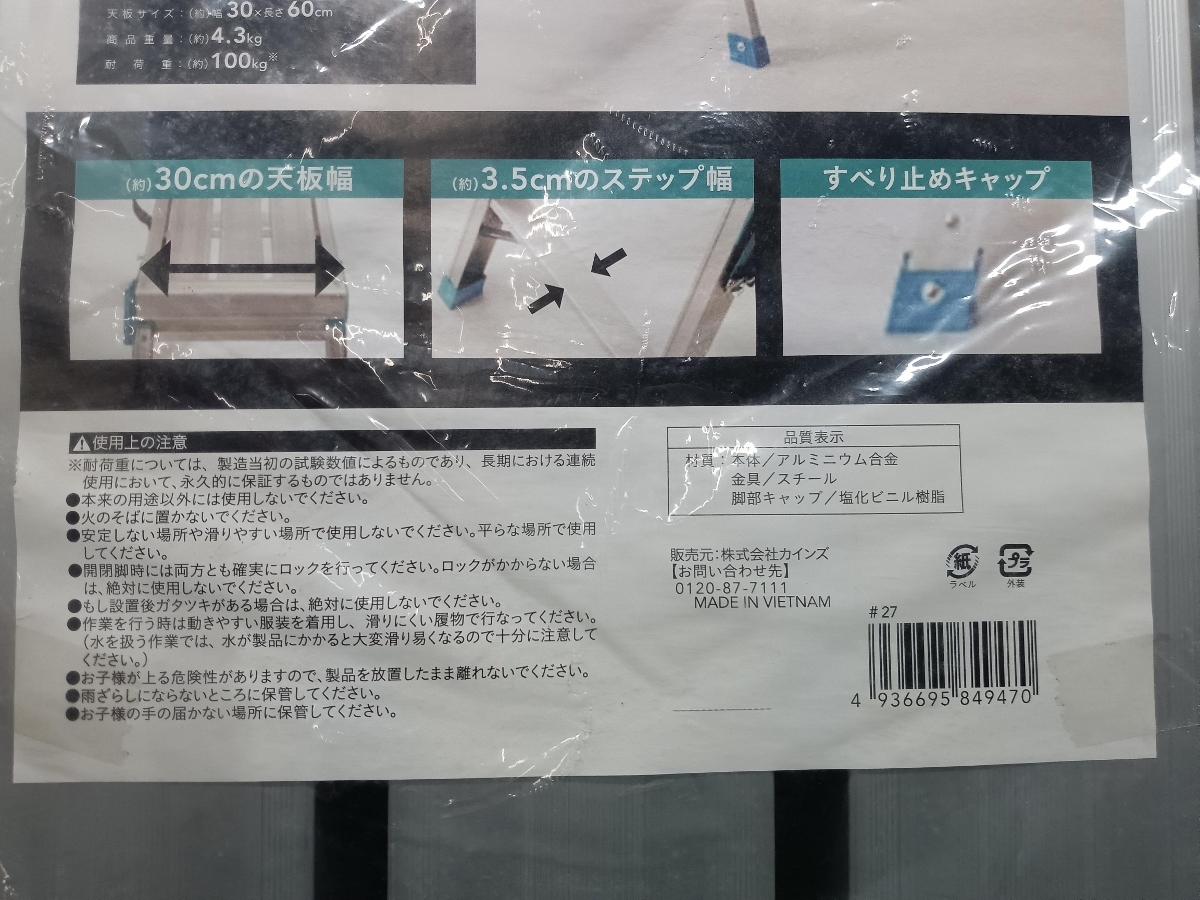 天板サイズ：(約)幅30×長さ60cm
商品重量：(約)4.3kg
耐荷重：(約)100kg※
(約)30cmの天板幅
(約)3.5cmのステップ幅
すべり止めキャップ
⚠使用上の注意
※耐荷重については、製造当初の試験数値によるものであり、長期における連続
使用において、永久的に保証するものではありません。
●本来の用途以外には使用しないでください。
●火のそばに置かないでください。
●安定しない場所や滑りやすい場所で使用しないでください。平らな場所で使用
してください。
●開閉脚時には両方とも確実にロックを行ってください。ロックがかからない場合
は、絶対に使用しないでください。
●もし設置後ガタツキがある場合は、絶対に使用しないでください。
●作業を行う時は動きやすい服装を着用し、滑りにくい履物で行なってください。
（水を扱う作業では、水が製品にかかると大変滑り易くなるので十分に注意して
ください。）
●お子様が上る危険性がありますので、製品を放置したまま離れないでください。
●雨ざらしにならないところに保管してください。
●お子様の手の届かない場所に保管してください。
品質表示
材質：本体／アルミニウム合金
金具／スチール
脚部キャップ／塩化ビニル樹脂
販売元：株式会社カインズ
【お問い合わせ先】
0120-87-7111
MADE IN VIETNAM
紙
ラベル
プラ
外装
#27
4 936695 849470